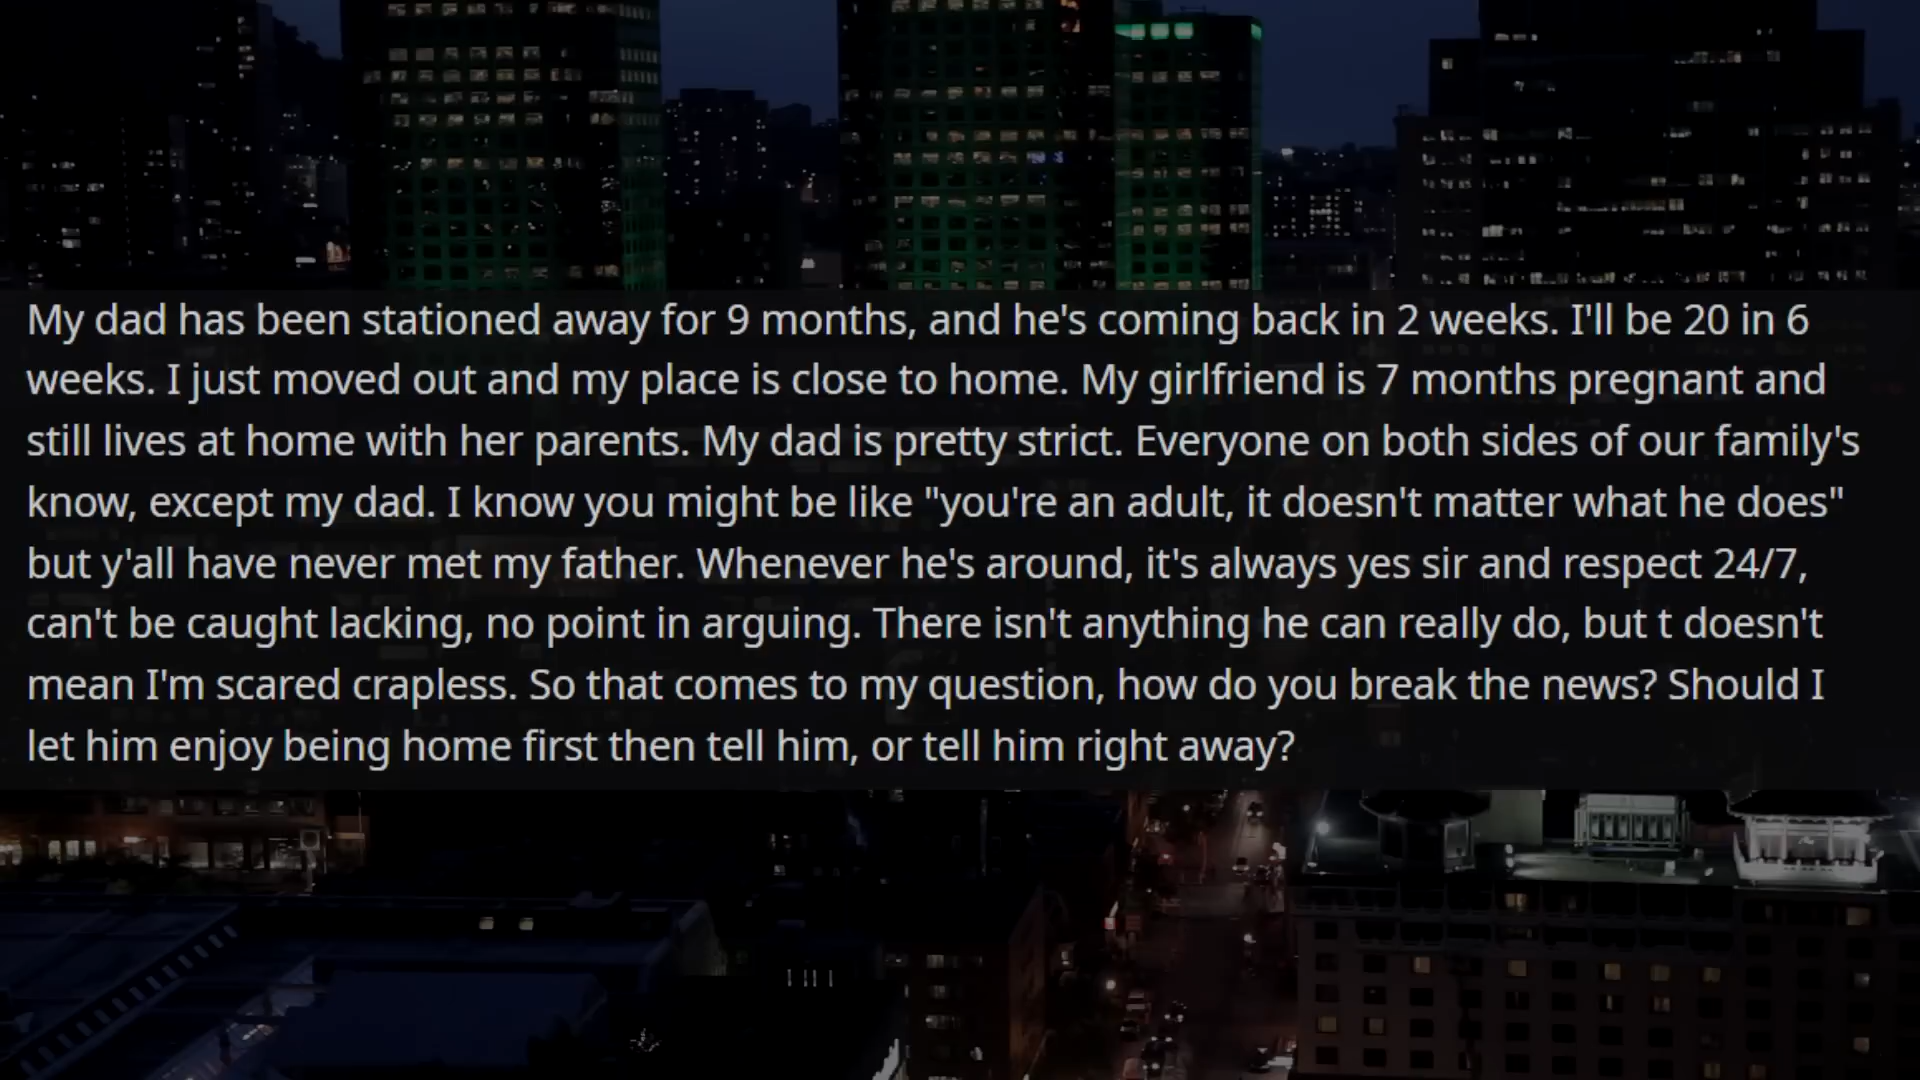 My dad has been stationed away for 9 months, and he's coming back in 2 weeks. I'll be 20 in 6
weeks. I just moved out and my place is close to home. My girlfriend is 7 months pregnant and
still lives at home with her parents. My dad is pretty strict. Everyone on both sides of our family's
know, except my dad. I know you might be like "you're an adult, it doesn't matter what he does"
but y'all have never met my father. Whenever he's around, it's always yes sir and respect 24/7,
can't be caught lacking, no point in arguing. There isn't anything he can really do, but t doesn't
mean I'm scared crapless. So that comes to my question, how do you break the news? Should I
let him enjoy being home first then tell him, or tell him right away?